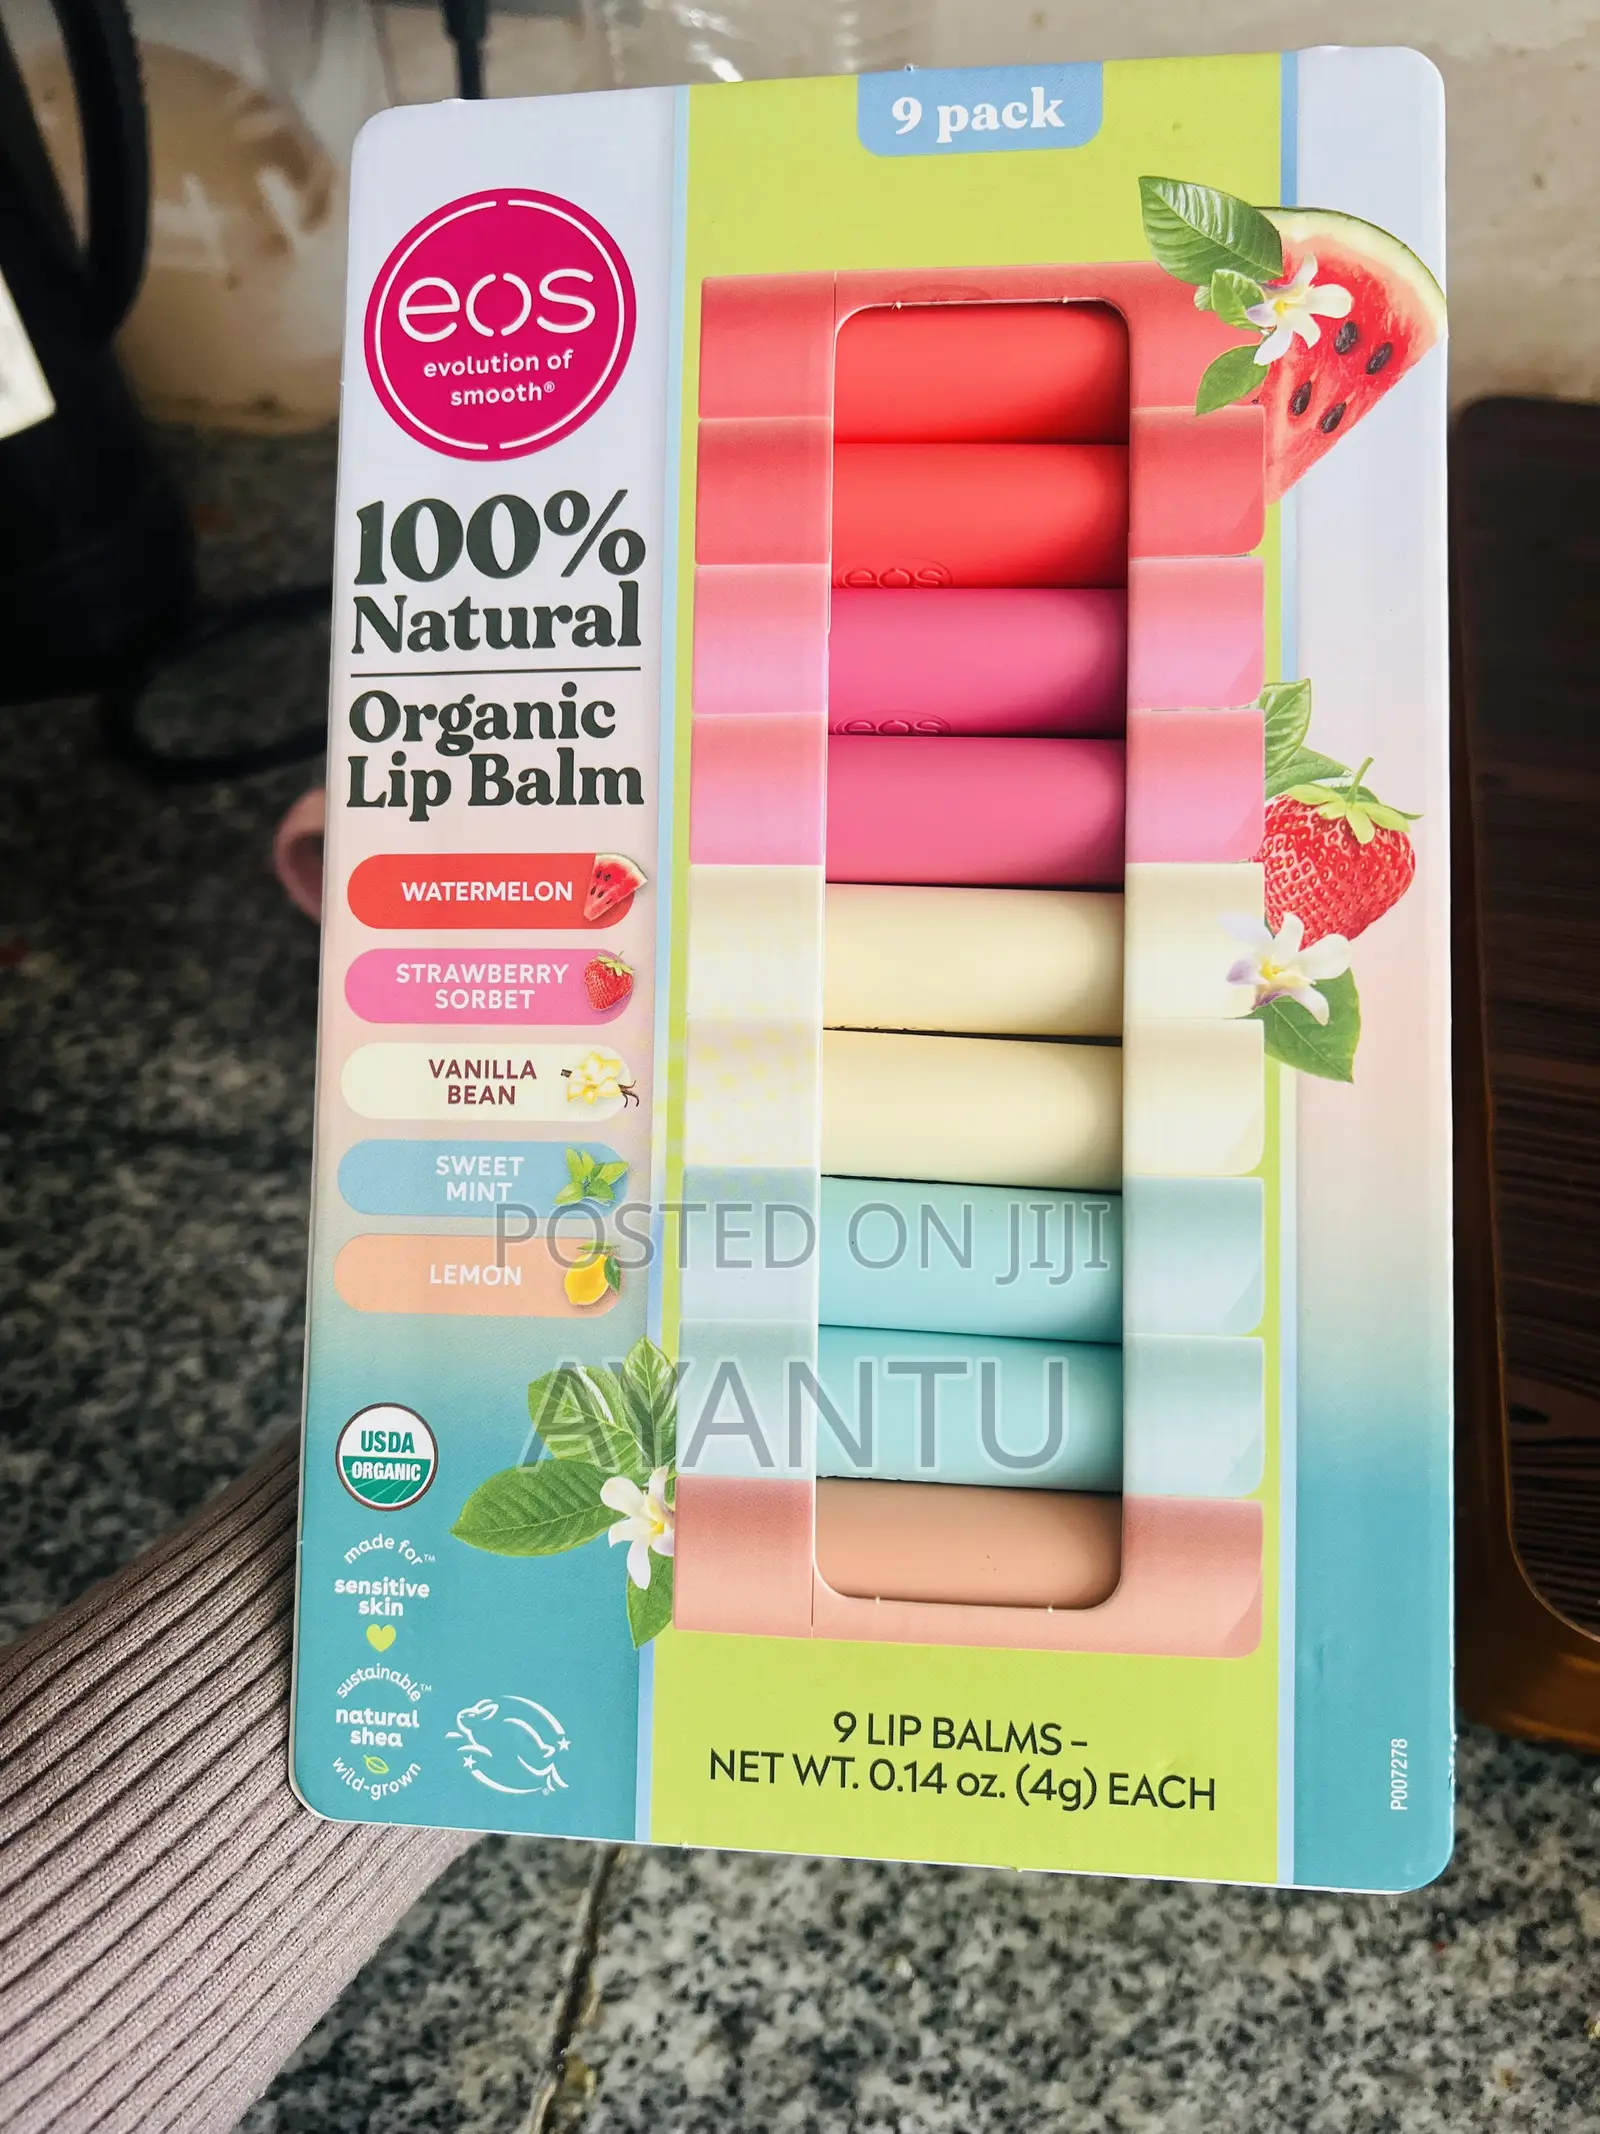 9 pack
eos
evolution of
smooth®
100%
Natural
Organic
Lip Balm
WATERMELON
STRAWBERRY
SORBET
VANILLA
BEAN
SWEET
MINT
LEMON
eos
eos
POSTED ON JIJI
AYANTU
USDA
ORGANIC
made for™
sensitive
skin
sustainable™
natural
shea
wild-grown
9 LIP BALMS –
NET WT. 0.14 oz. (4g) EACH
P007278